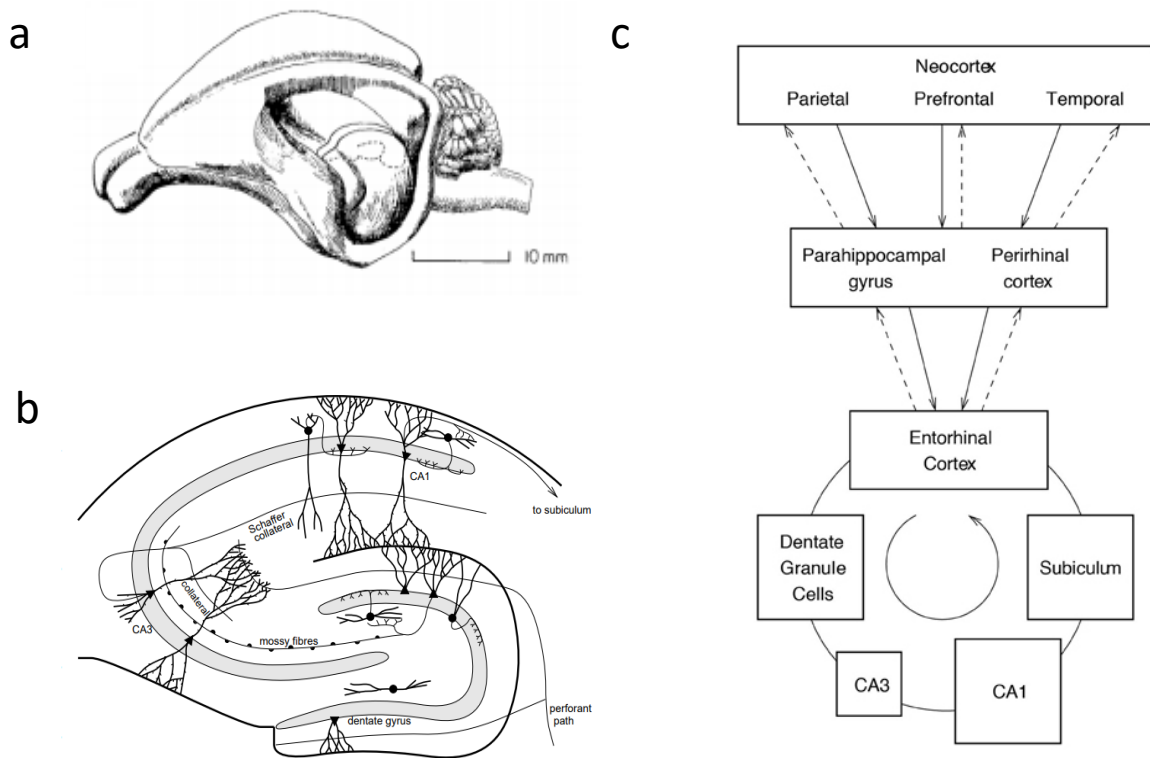 a
10 mm
b
CA1
to subiculum
Schaffer
collateral
collateral
CA3
mossy fibres
dentate gyrus
perforant
path
c
Neocortex
Parietal Prefrontal Temporal
Parahippocampal
gyrus
Perirhinal
cortex
Entorhinal
Cortex
Dentate
Granule
Cells
Subiculum
CA3
CA1